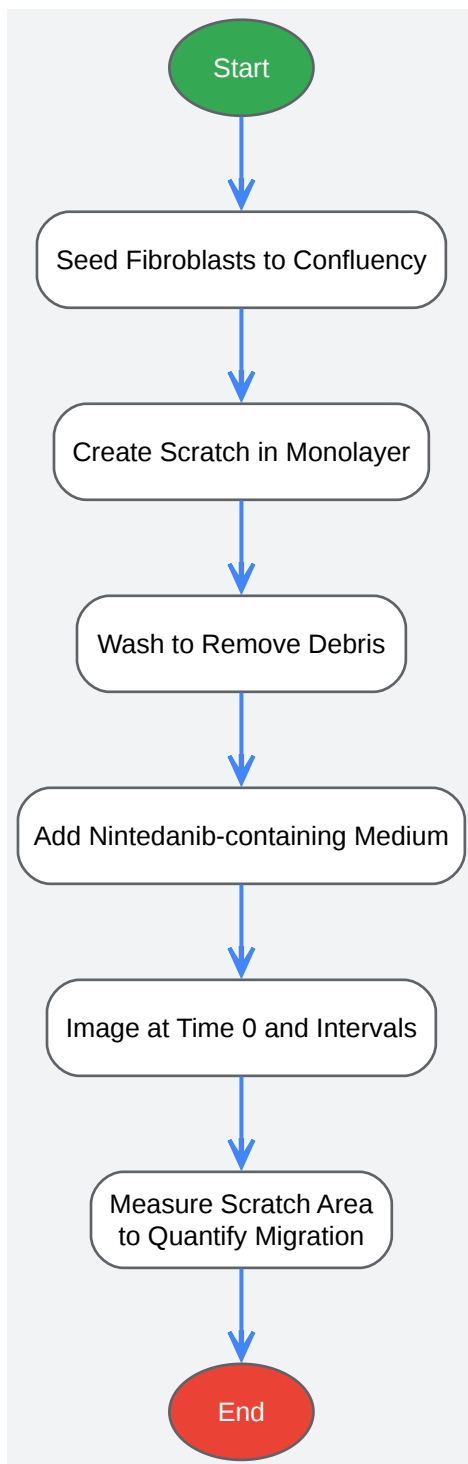 Start
Seed Fibroblasts to Confluency
Create Scratch in Monolayer
Wash to Remove Debris
Add Nintedanib-containing Medium
Image at Time 0 and Intervals
Measure Scratch Area
to Quantify Migration
End